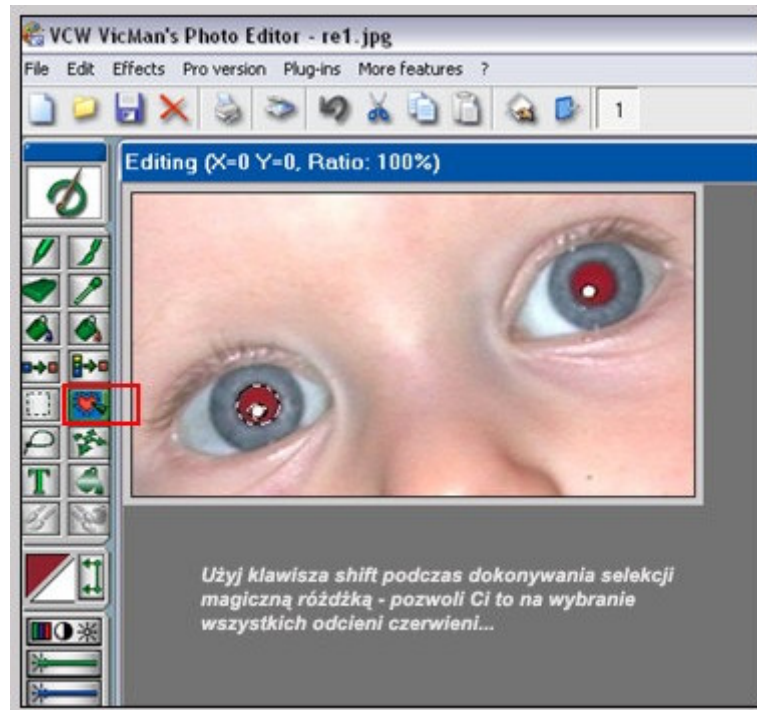 VCW VicMan's Photo Editor - re1.jpg
File Edit Effects Pro version Plug-ins More features ?
1
Editing (X=0 Y=0, Ratio: 100%)
T
Użyj klawisza shift podczas dokonywania selekcji
magiczną różdżką - pozwoli Ci to na wybranie
wszystkich odcieni czerwieni...